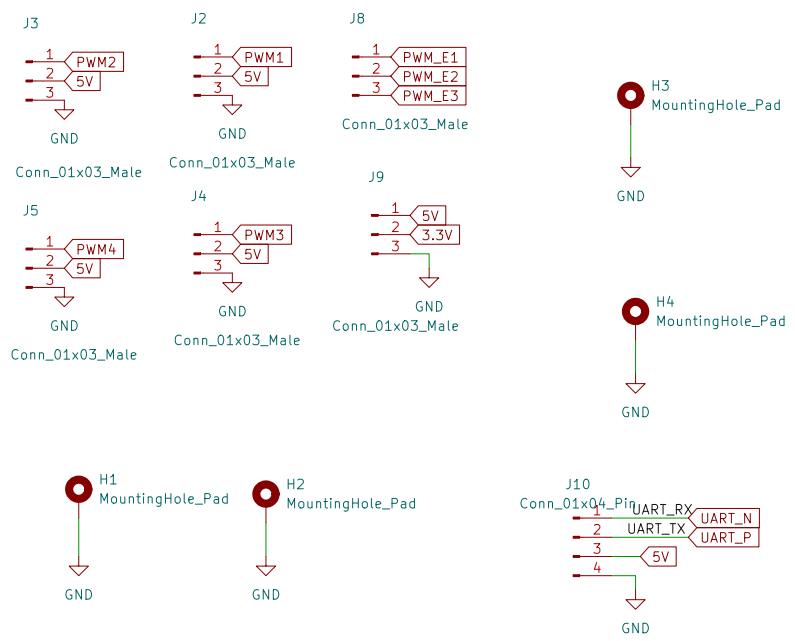 J3
1 PWM2
2 5V
3
GND
Conn_01x03_Male
J2
1 PWM1
2 5V
3
GND
Conn_01x03_Male
J8
1 PWM_E1
2 PWM_E2
3 PWM_E3
Conn_01x03_Male
H3
MountingHole_Pad
GND
J5
1 PWM4
2 5V
3
GND
Conn_01x03_Male
J4
1 PWM3
2 5V
3
GND
Conn_01x03_Male
J9
1 5V
2 3.3V
3
GND
Conn_01x03_Male
H4
MountingHole_Pad
GND
H1
MountingHole_Pad
GND
H2
MountingHole_Pad
GND
J10
Conn_01x04_Pin
1 UART_RX UART_N
2 UART_TX UART_P
3 5V
4
GND